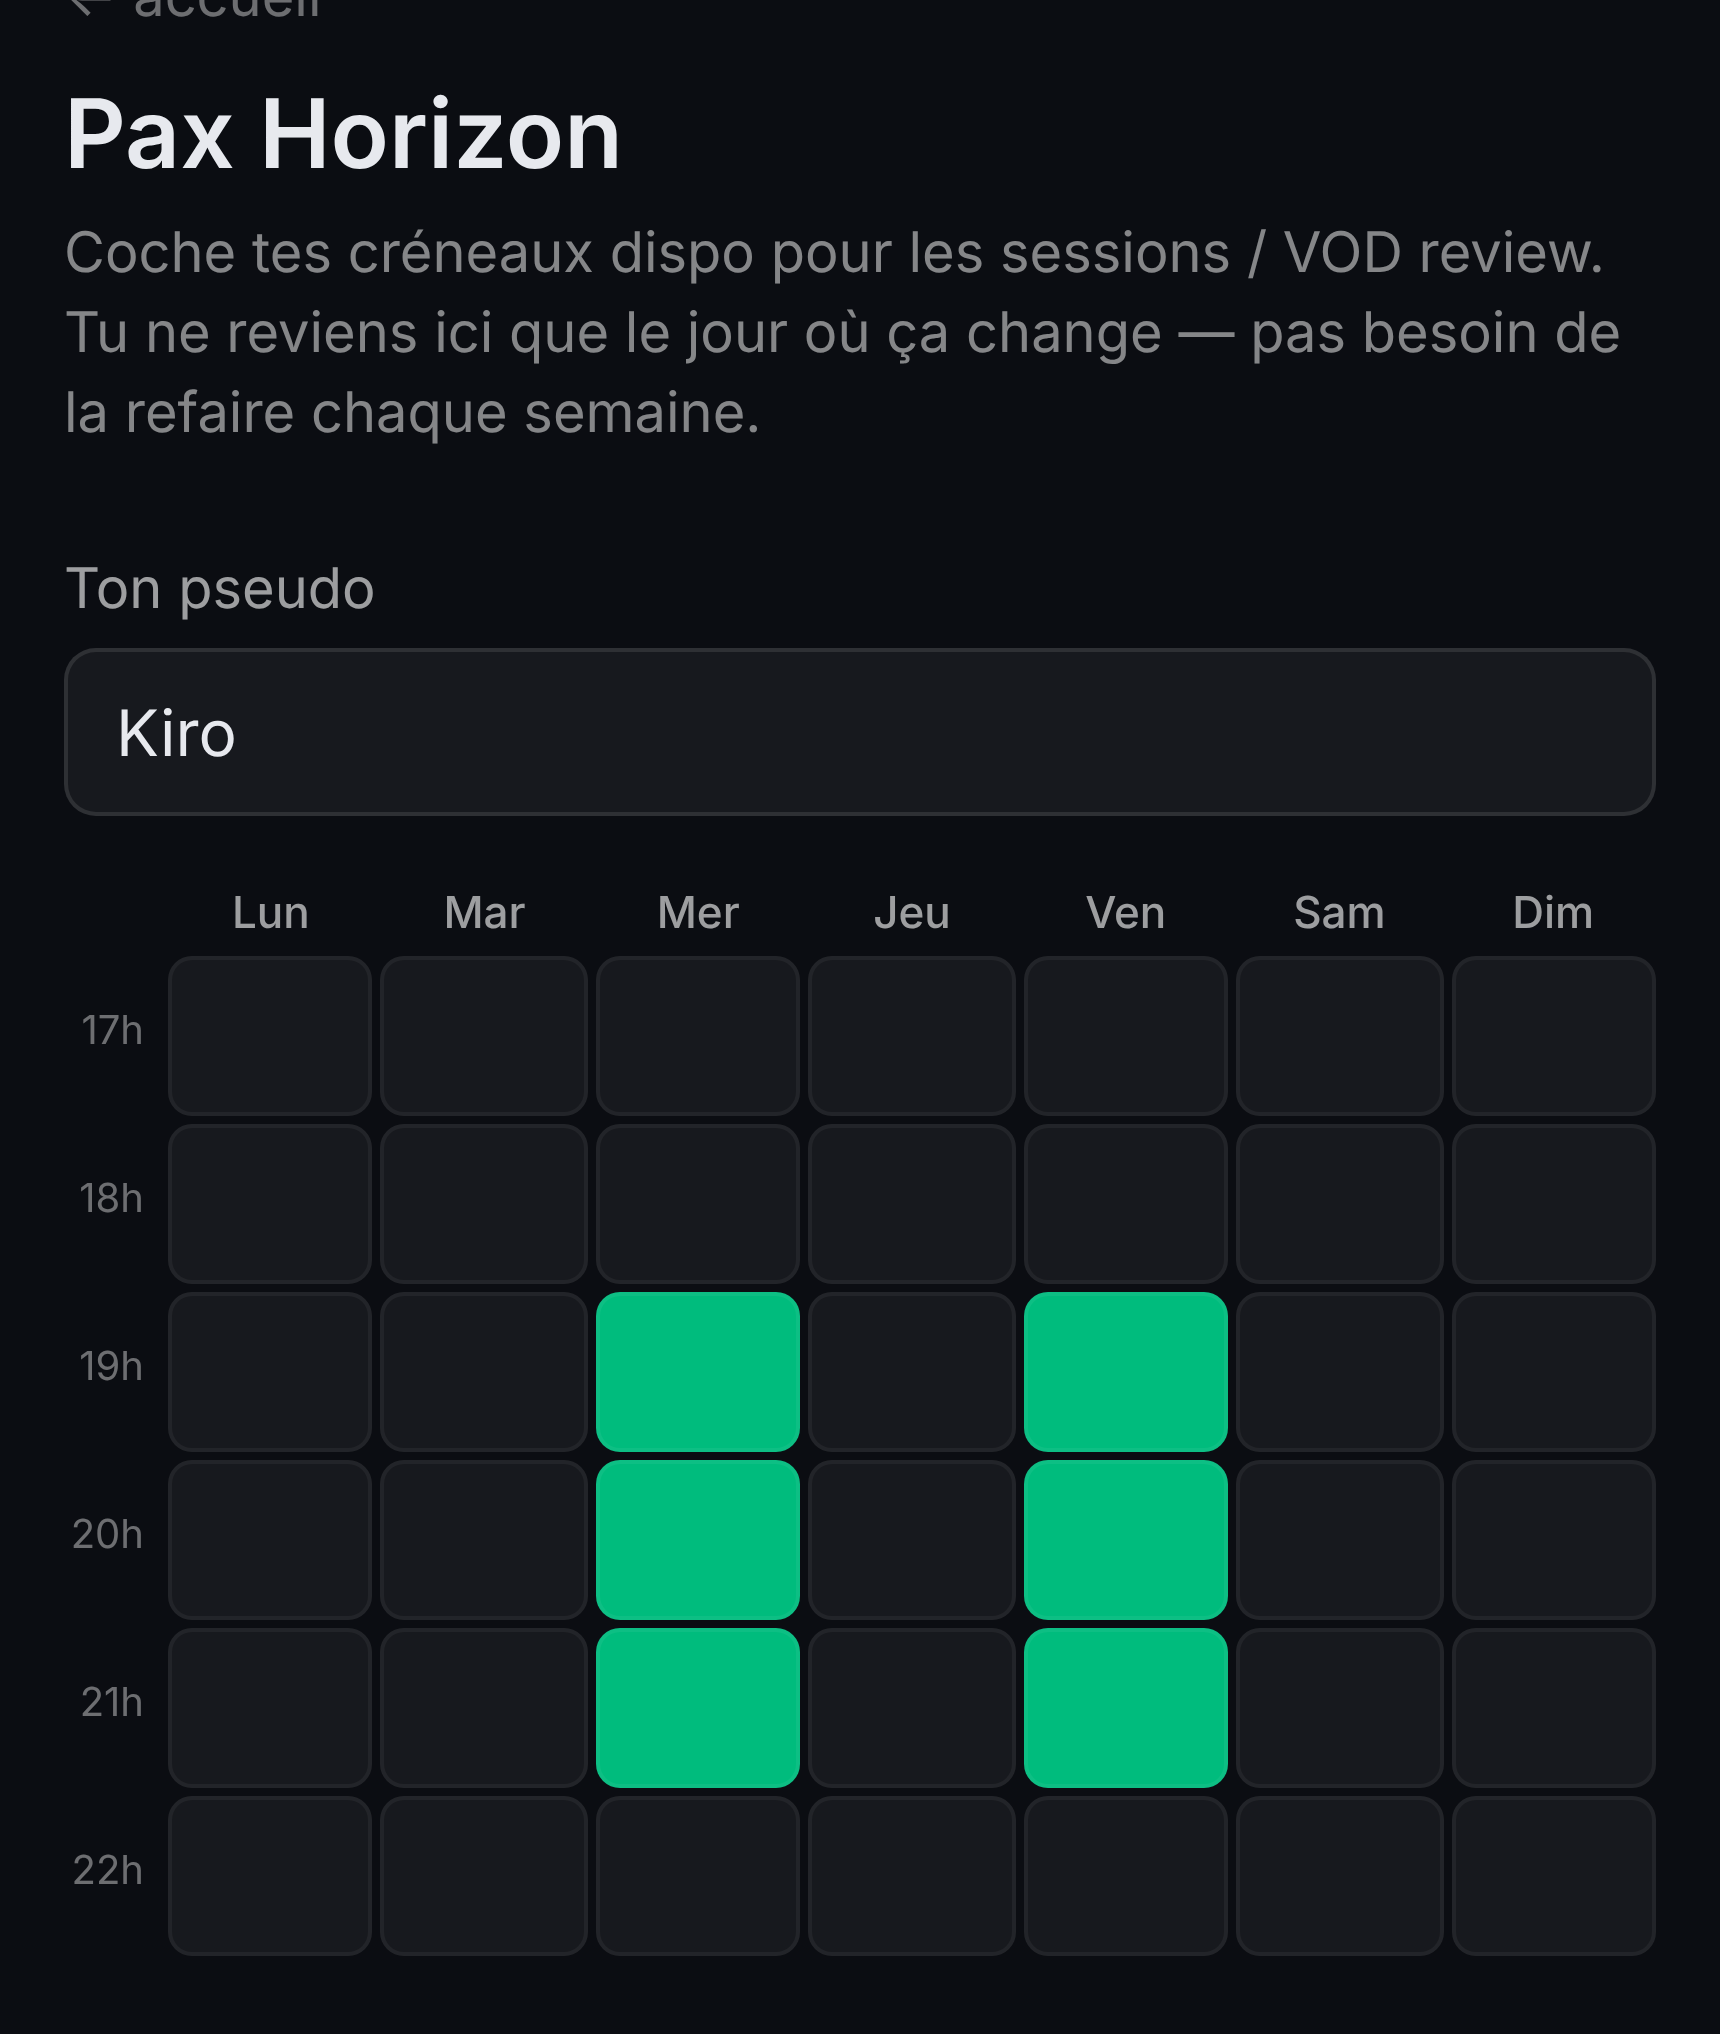 ← accueil
Pax Horizon
Coche tes créneaux dispo pour les sessions / VOD review.
Tu ne reviens ici que le jour où ça change — pas besoin de
la refaire chaque semaine.
Ton pseudo
Kiro
Lun Mar Mer Jeu Ven Sam Dim
17h
18h
19h
20h
21h
22h